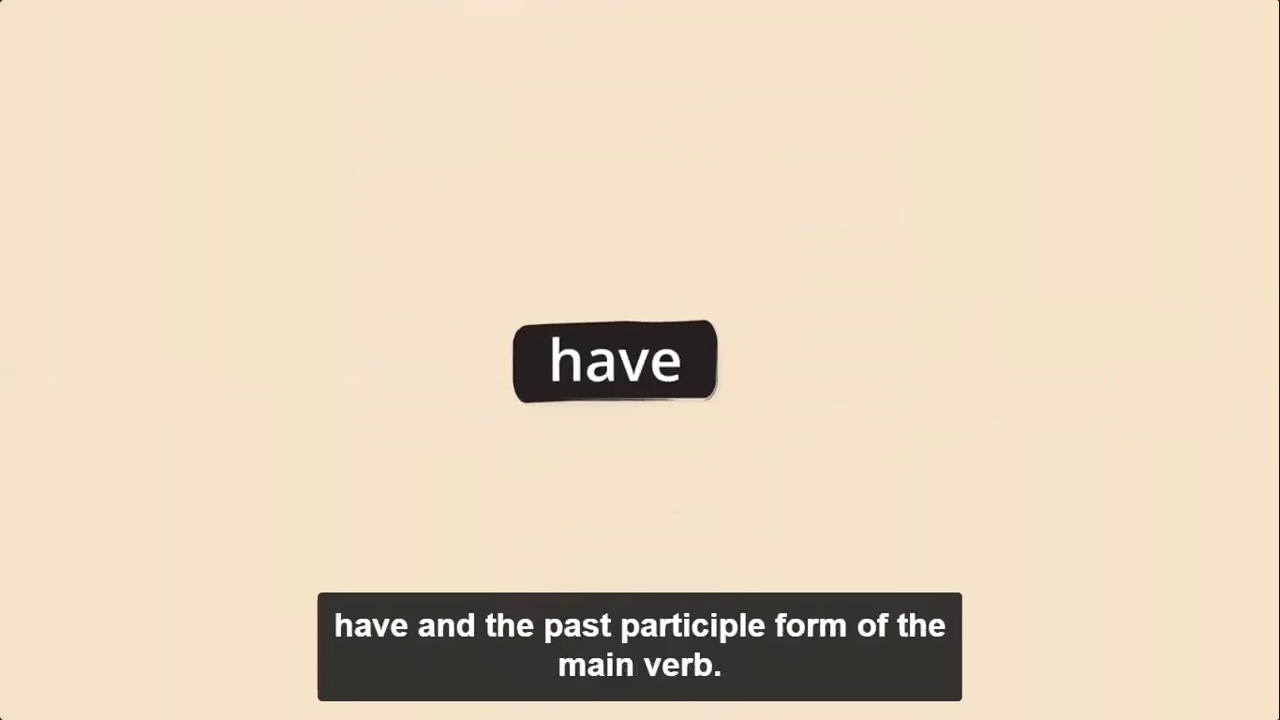 have
have and the past participle form of the
main verb.